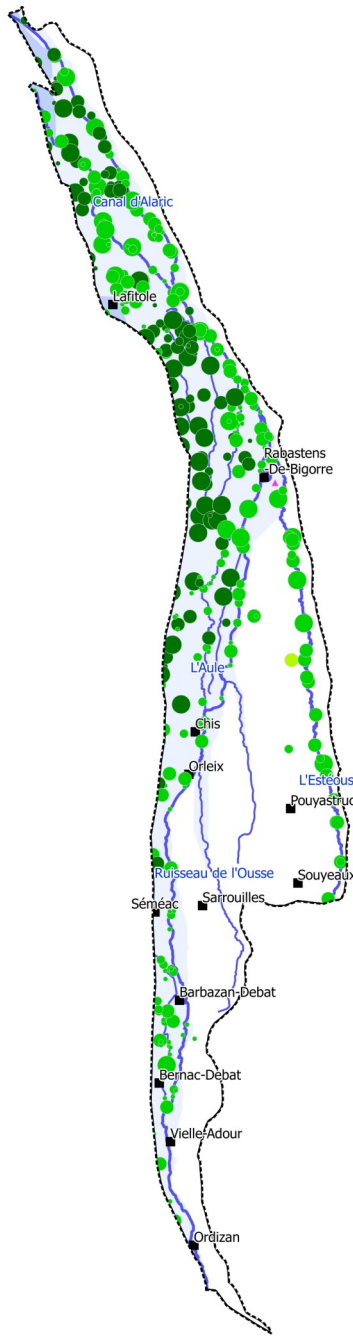 Canal d'Alaric
Lafitole
Rabastens
-De-Bigorre
L'Aule
Chis
Orleix
L'Estéous
Pouyastruc
Ruisseau de l'Ousse
Souyeaux
Séméac
Sarrouilles
Barbazan-Debat
Bernac-Debat
Vielle-Adour
Ordizan